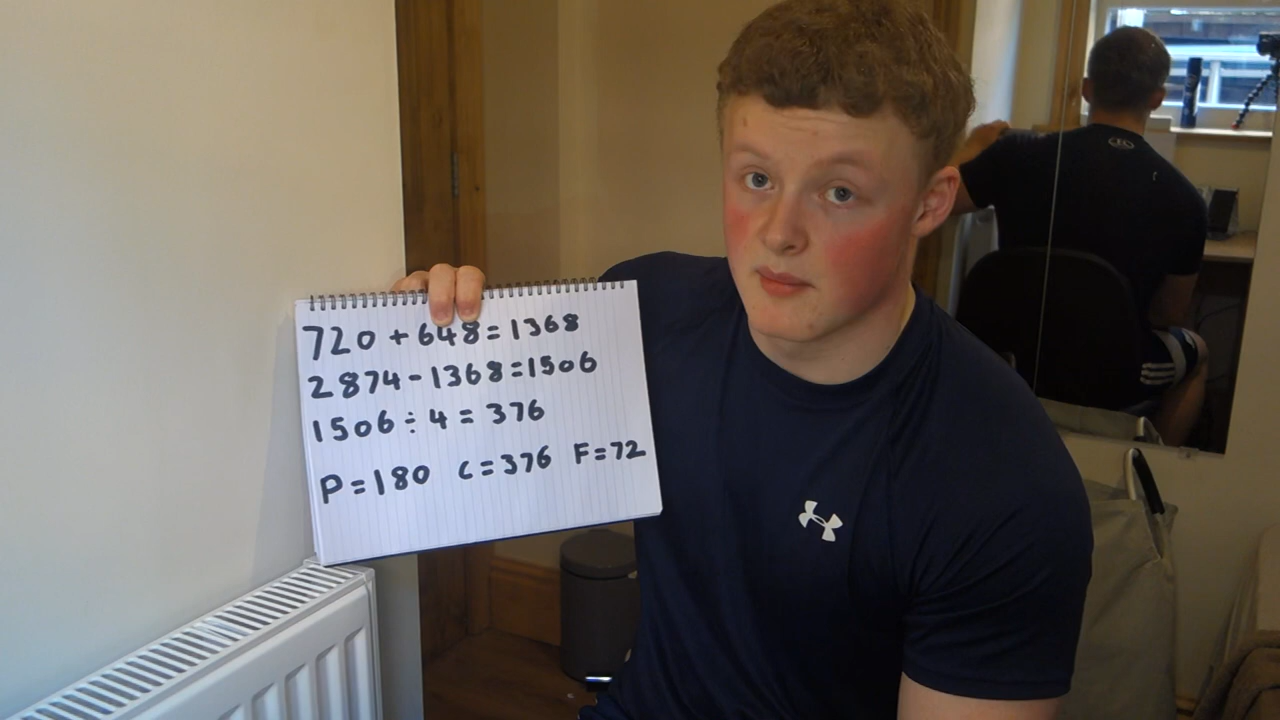 720 + 648 = 1368
2874 - 1368 = 1506
1506 ÷ 4 = 376
P = 180 C = 376 F = 72